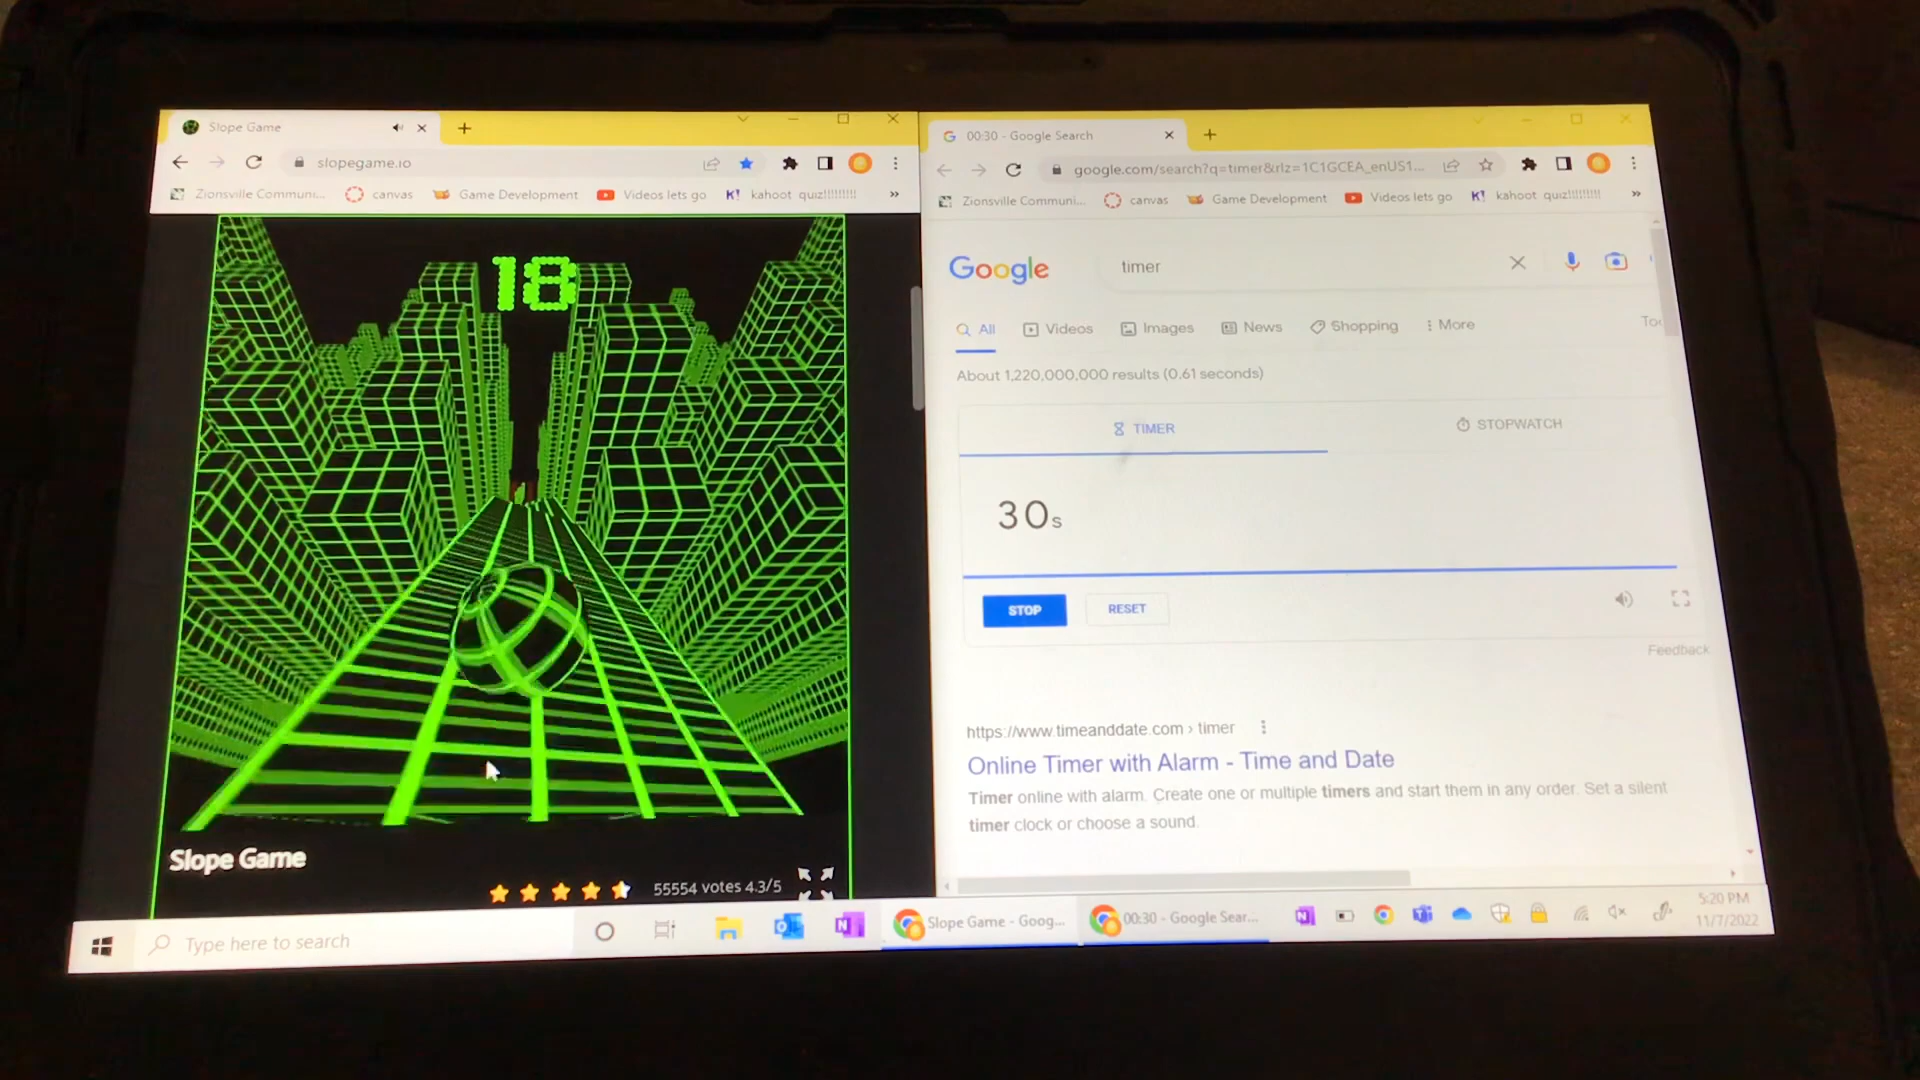 Slope Game
slopegame.io
Zionsville Communi... canvas Game Development Videos lets go K! kahoot quiz!!!!!!!!! »
18
Slope Game
55554 votes 4.3/5
00:30 - Google Search
google.com/search?q=timer&rlz=1C1GCEA_enUS1...
Zionsville Communi... canvas Game Development Videos lets go K! kahoot quiz!!!!!!!!! »
Google timer
All Videos Images News Shopping More
About 1,220,000,000 results (0.61 seconds)
TIMER STOPWATCH
30s
STOP RESET
Feedback
https://www.timeanddate.com › timer
Online Timer with Alarm - Time and Date
Timer online with alarm. Create one or multiple timers and start them in any order. Set a silent
timer clock or choose a sound.
Type here to search Slope Game - Goog... 00:30 - Google Sear... 5:20 PM
11/7/2022